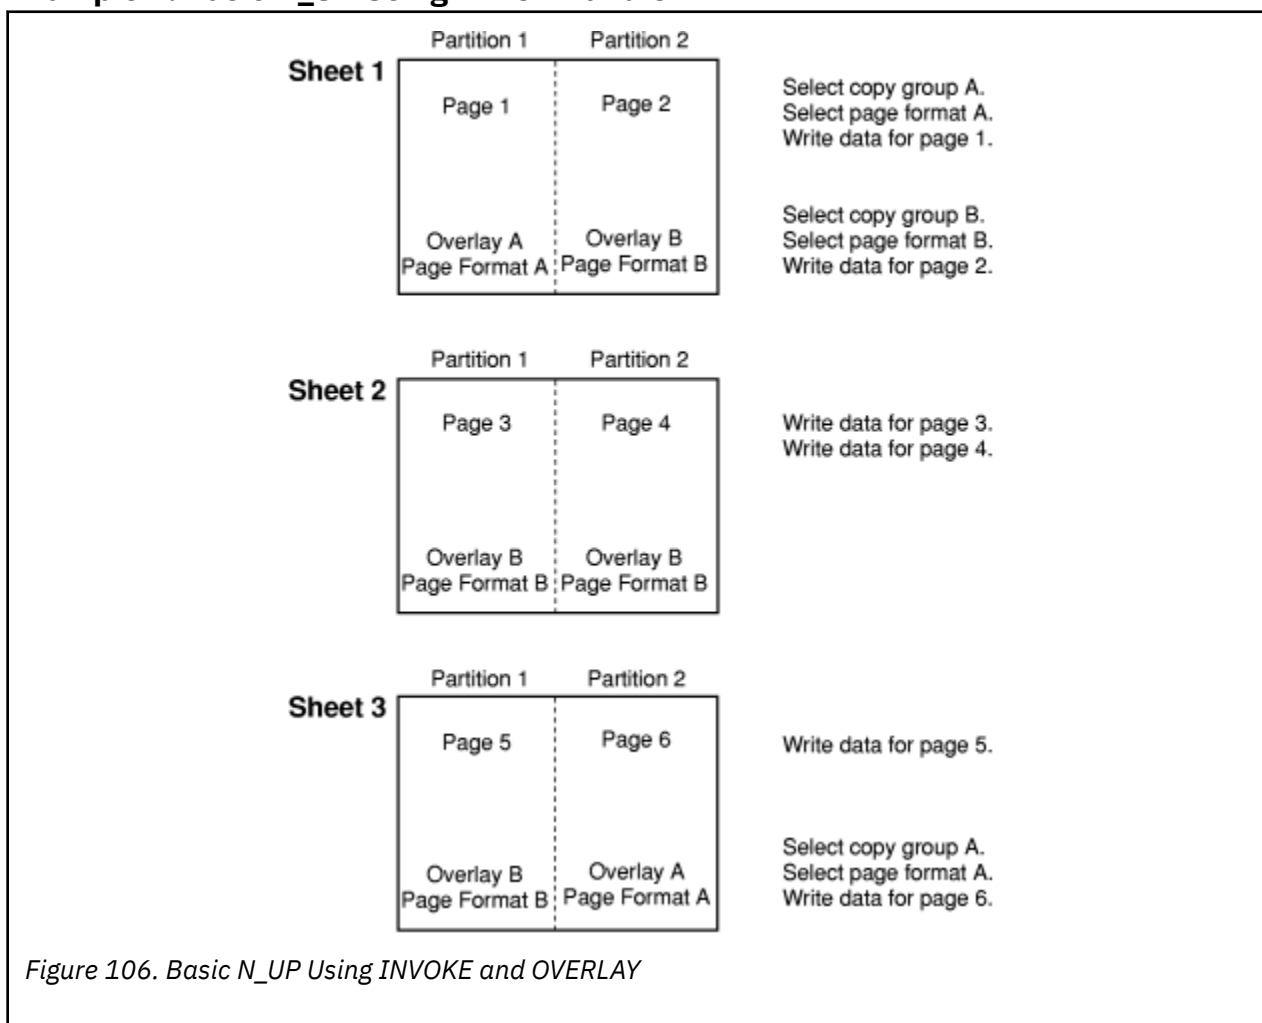 Partition 1 Partition 2
Sheet 1
Page 1 Page 2
Select copy group A.
Select page format A.
Write data for page 1.
Overlay A Overlay B
Page Format A Page Format B
Select copy group B.
Select page format B.
Write data for page 2.
Partition 1 Partition 2
Sheet 2
Page 3 Page 4
Write data for page 3.
Write data for page 4.
Overlay B Overlay B
Page Format B Page Format B
Partition 1 Partition 2
Sheet 3
Page 5 Page 6
Write data for page 5.
Overlay B Overlay A
Page Format B Page Format A
Select copy group A.
Select page format A.
Write data for page 6.
Figure 106. Basic N_UP Using INVOKE and OVERLAY